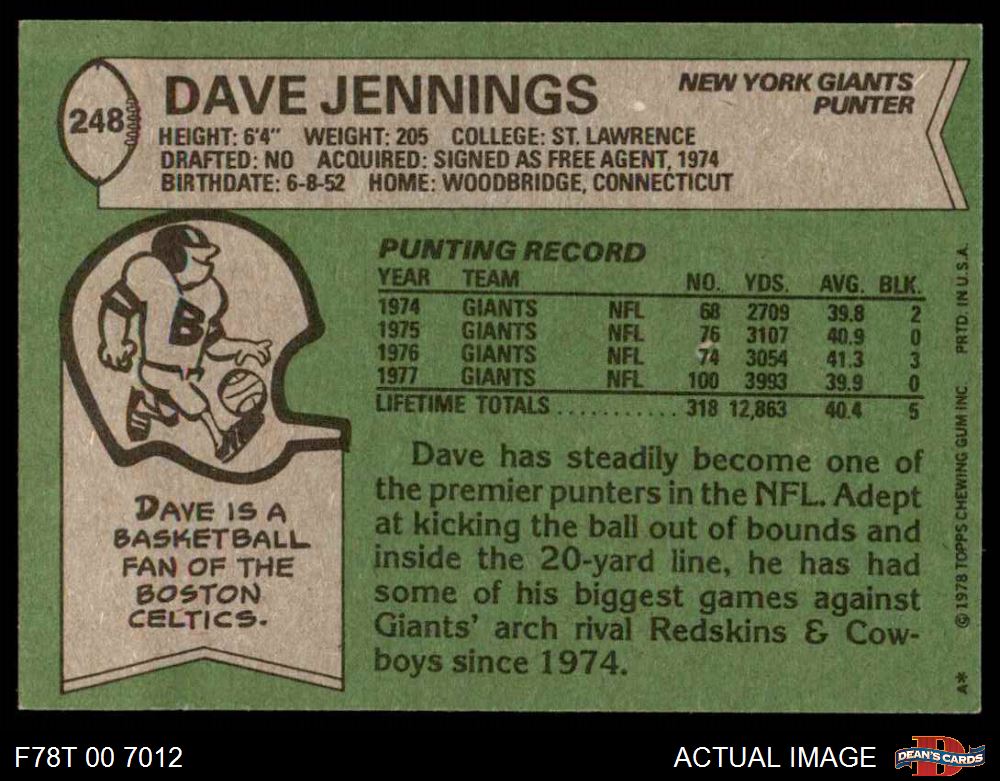 248
DAVE JENNINGS
NEW YORK GIANTS
PUNTER
HEIGHT: 6'4" WEIGHT: 205 COLLEGE: ST. LAWRENCE
DRAFTED: NO ACQUIRED: SIGNED AS FREE AGENT, 1974
BIRTHDATE: 6-8-52 HOME: WOODBRIDGE, CONNECTICUT
B
DAVE IS A
BASKETBALL
FAN OF THE
BOSTON
CELTICS.
PUNTING RECORD
YEAR TEAM NO. YDS. AVG. BLK.
1974 GIANTS NFL 68 2709 39.8 2
1975 GIANTS NFL 76 3107 40.9 0
1976 GIANTS NFL 74 3054 41.3 3
1977 GIANTS NFL 100 3993 39.9 0
LIFETIME TOTALS ........... 318 12,863 40.4 5
Dave has steadily become one of
the premier punters in the NFL. Adept
at kicking the ball out of bounds and
inside the 20-yard line, he has had
some of his biggest games against
Giants' arch rival Redskins & Cow-
boys since 1974.
A* © 1978 TOPPS CHEWING GUM INC. PRTD. IN U.S.A.
F78T 00 7012
ACTUAL IMAGE
D
DEAN'S CARDS